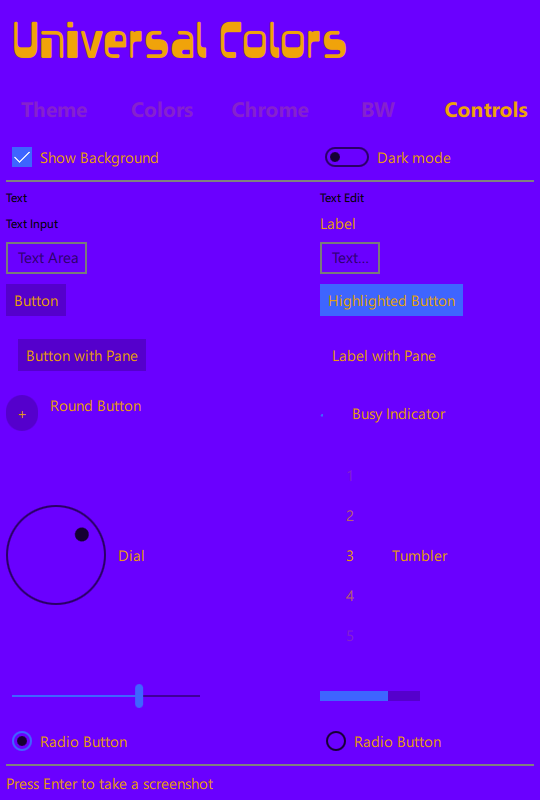 Universal Colors
Theme Colors Chrome BW Controls
Show Background Dark mode
Text Text Edit
Text Input Label
Text Area Text...
Button Highlighted Button
Button with Pane Label with Pane
+ Round Button Busy Indicator
1
2
Dial 3 Tumbler
4
5
Radio Button Radio Button
Press Enter to take a screenshot